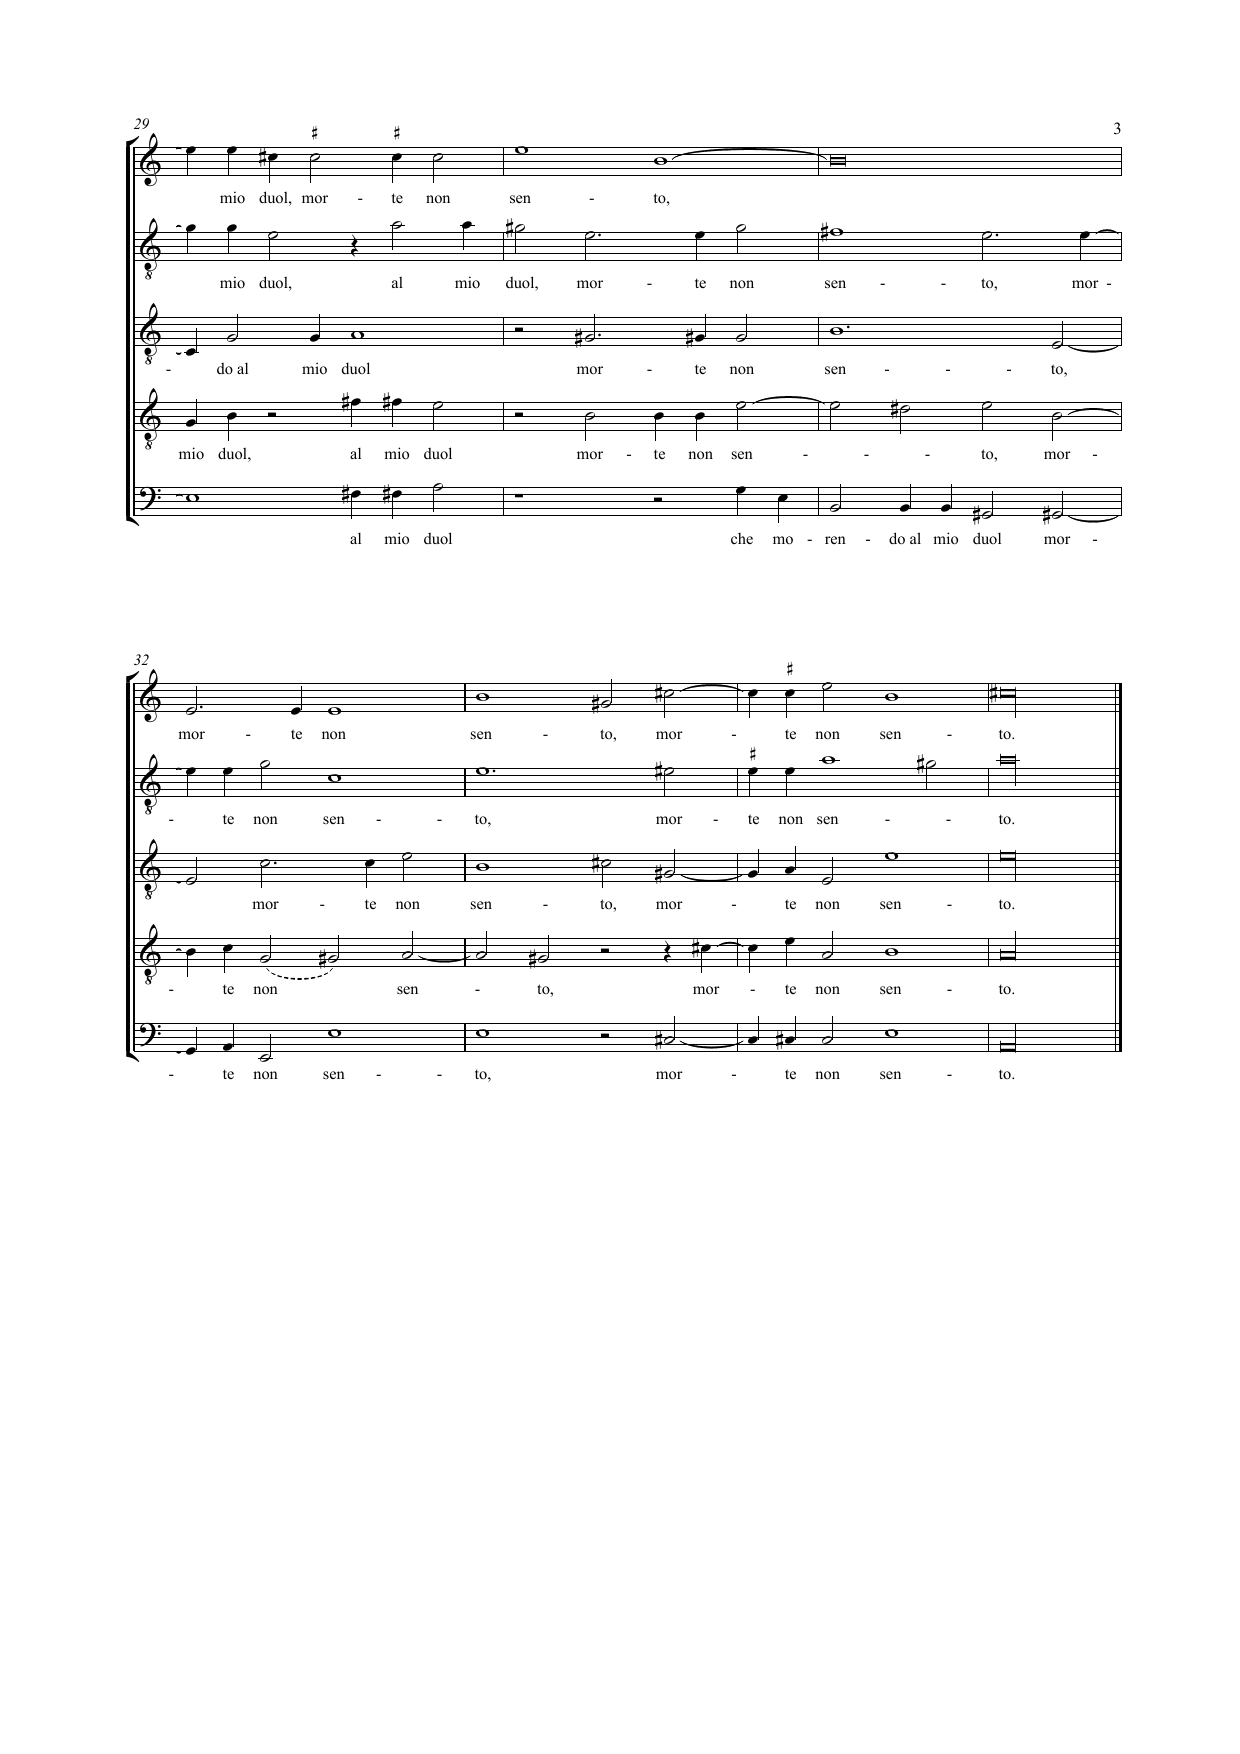 29
3
mio duol, mor - te non sen - to,
mio duol, al mio duol, mor - te non sen - - to, mor -
- do al mio duol mor - te non sen - - - to,
mio duol, al mio duol mor - te non sen - - - to, mor -
al mio duol che mo - ren - do al mio duol mor -
32
mor - te non sen - to, mor - te non sen - to.
- te non sen - - to, mor - te non sen - - to.
mor - te non sen - to, mor - te non sen - to.
- te non sen - to, mor - te non sen - to.
- te non sen - - to, mor - te non sen - to.